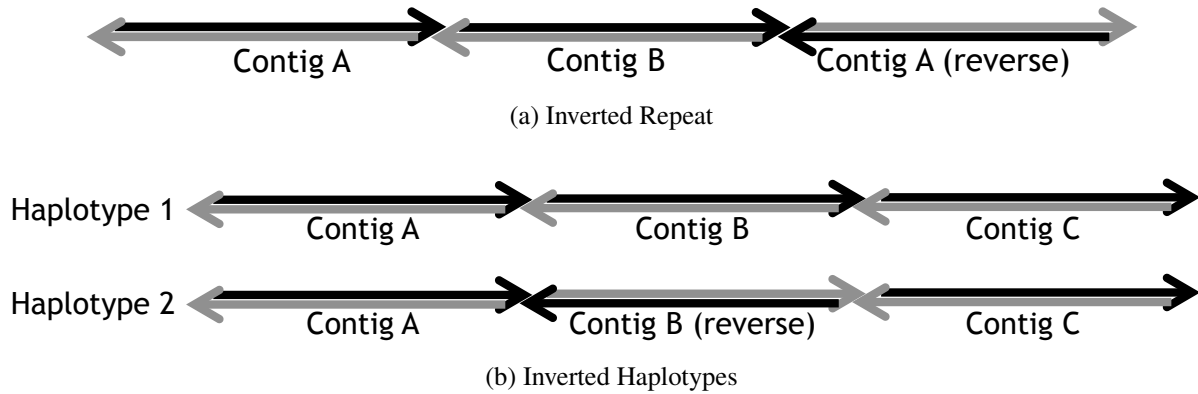 Contig A Contig B Contig A (reverse)
(a) Inverted Repeat
Haplotype 1
Contig A Contig B Contig C
Haplotype 2
Contig A Contig B (reverse) Contig C
(b) Inverted Haplotypes